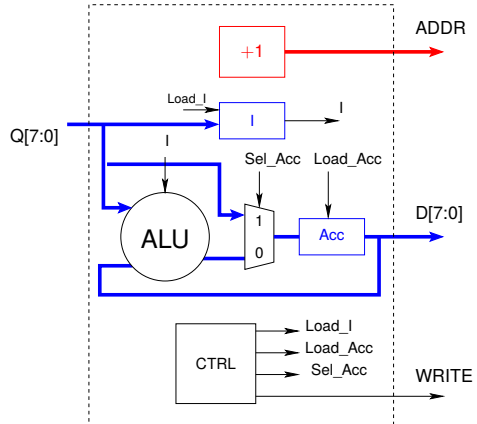 ADDR
+1
Load_I
I
I
Q[7:0]
I
Sel_Acc
Load_Acc
1
ALU
Acc
D[7:0]
0
Load_I
CTRL
Load_Acc
Sel_Acc
WRITE